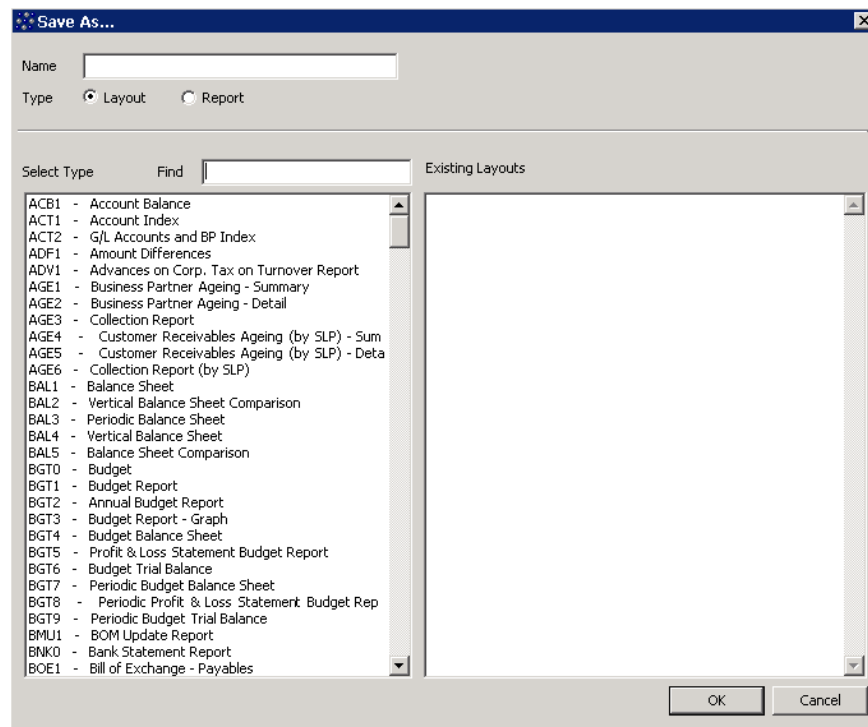 Save As...
Name
Type Layout Report
Select Type Find Existing Layouts
ACB1 - Account Balance
ACT1 - Account Index
ACT2 - G/L Accounts and BP Index
ADF1 - Amount Differences
ADV1 - Advances on Corp. Tax on Turnover Report
AGE1 - Business Partner Ageing - Summary
AGE2 - Business Partner Ageing - Detail
AGE3 - Collection Report
AGE4 - Customer Receivables Ageing (by SLP) - Sum
AGE5 - Customer Receivables Ageing (by SLP) - Deta
AGE6 - Collection Report (by SLP)
BAL1 - Balance Sheet
BAL2 - Vertical Balance Sheet Comparison
BAL3 - Periodic Balance Sheet
BAL4 - Vertical Balance Sheet
BAL5 - Balance Sheet Comparison
BGT0 - Budget
BGT1 - Budget Report
BGT2 - Annual Budget Report
BGT3 - Budget Report - Graph
BGT4 - Budget Balance Sheet
BGT5 - Profit & Loss Statement Budget Report
BGT6 - Budget Trial Balance
BGT7 - Periodic Budget Balance Sheet
BGT8 - Periodic Profit & Loss Statement Budget Rep
BGT9 - Periodic Budget Trial Balance
BMU1 - BOM Update Report
BNK0 - Bank Statement Report
BOE1 - Bill of Exchange - Payables
OK Cancel